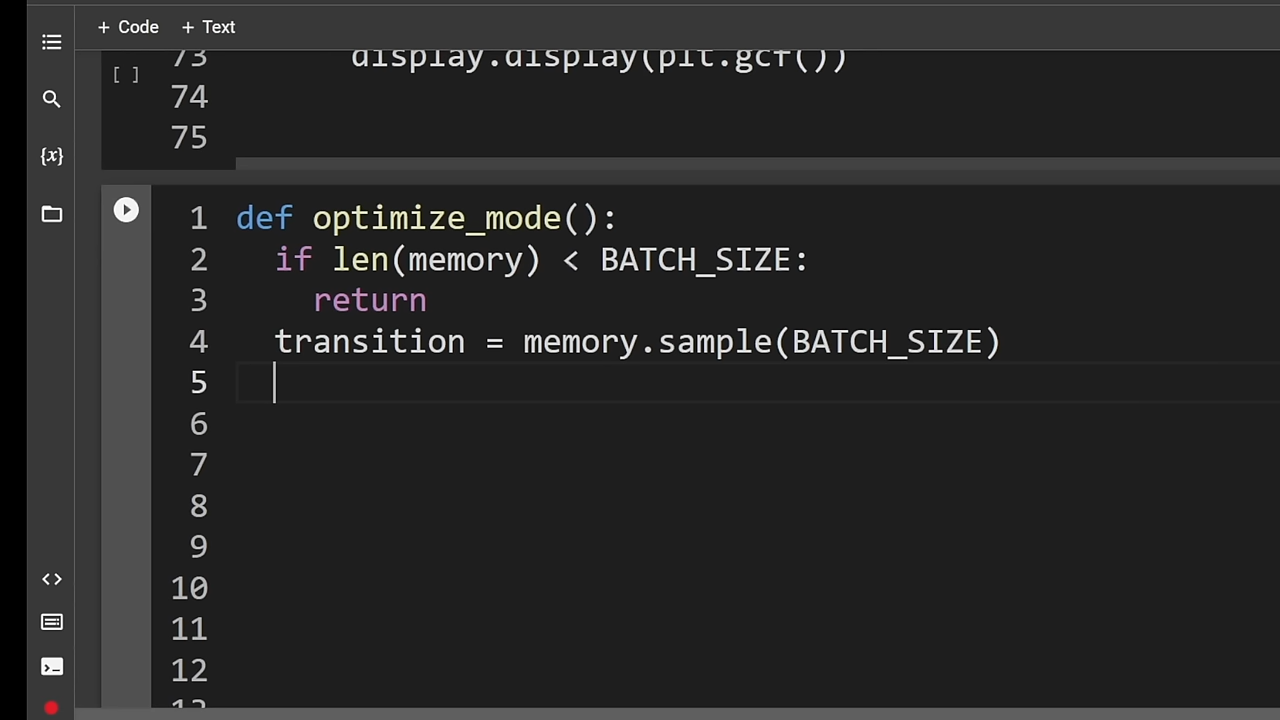 + Code + Text
73 display.display(plt.gcf())
[ ]
74
75
{x}
1 def optimize_mode():
2 if len(memory) < BATCH_SIZE:
3 return
4 transition = memory.sample(BATCH_SIZE)
5
6
7
8
9
10
11
12
13